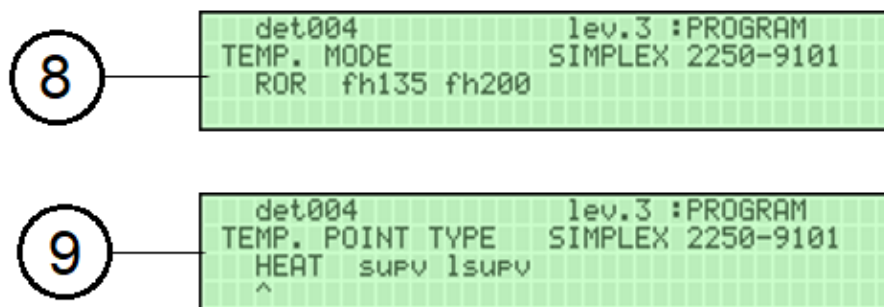 8
det004 lev.3 :PROGRAM
TEMP. MODE SIMPLEX 2250-9101
ROR fh135 fh200
9
det004 lev.3 :PROGRAM
TEMP. POINT TYPE SIMPLEX 2250-9101
HEAT supv lsupv
^